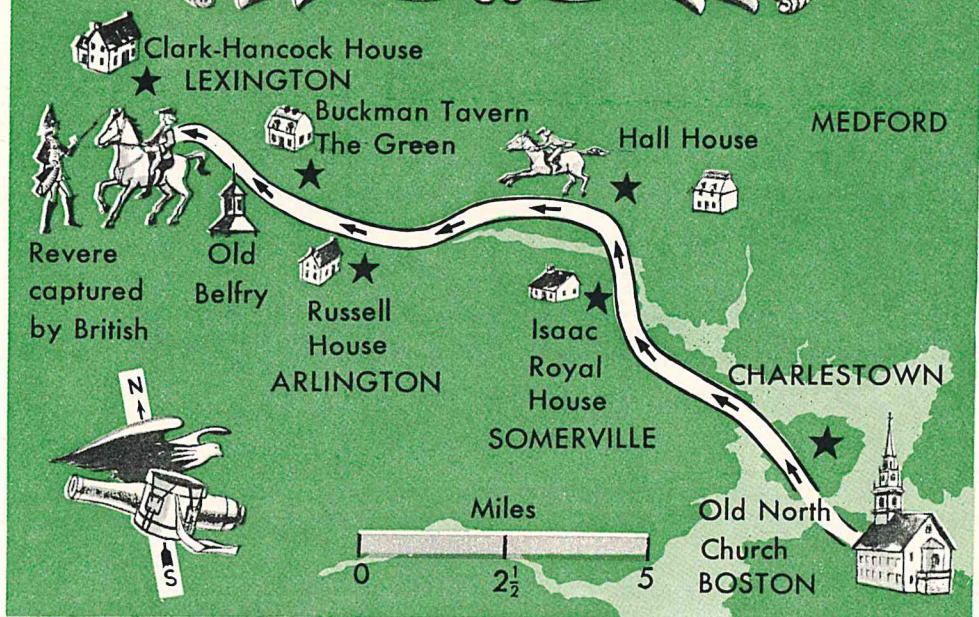 Clark-Hancock House
LEXINGTON
Buckman Tavern
The Green
Hall House
MEDFORD
Revere
captured
by British
Old
Belfry
Russell
House
ARLINGTON
Isaac
Royal
House
SOMERVILLE
CHARLESTOWN
N
S
Miles
0
2½
5
Old North
Church
BOSTON